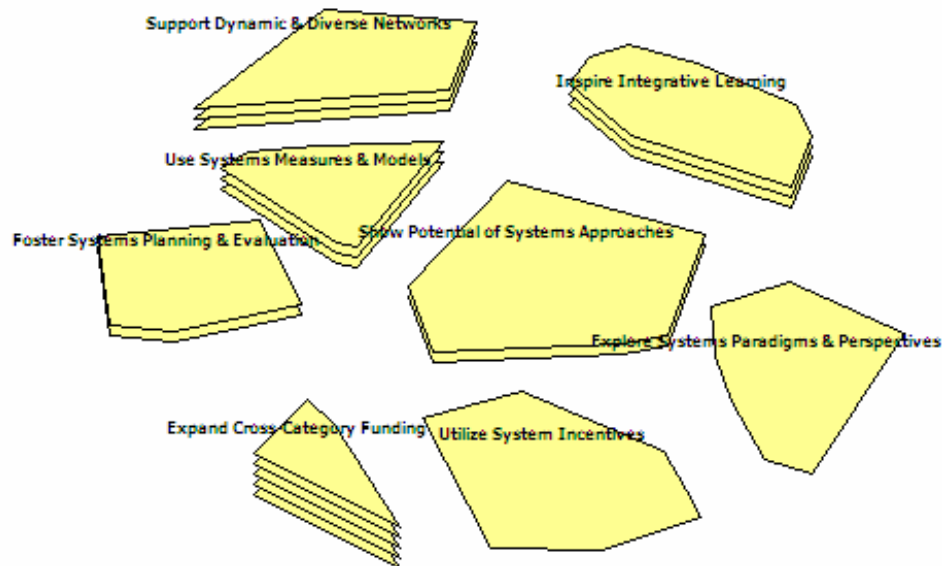 Support Dynamic & Diverse Networks
Inspire Integrative Learning
Use Systems Measures & Models
Foster Systems Planning & Evaluation
Show Potential of Systems Approaches
Explore Systems Paradigms & Perspectives
Expand Cross-Category Funding
Utilize System Incentives